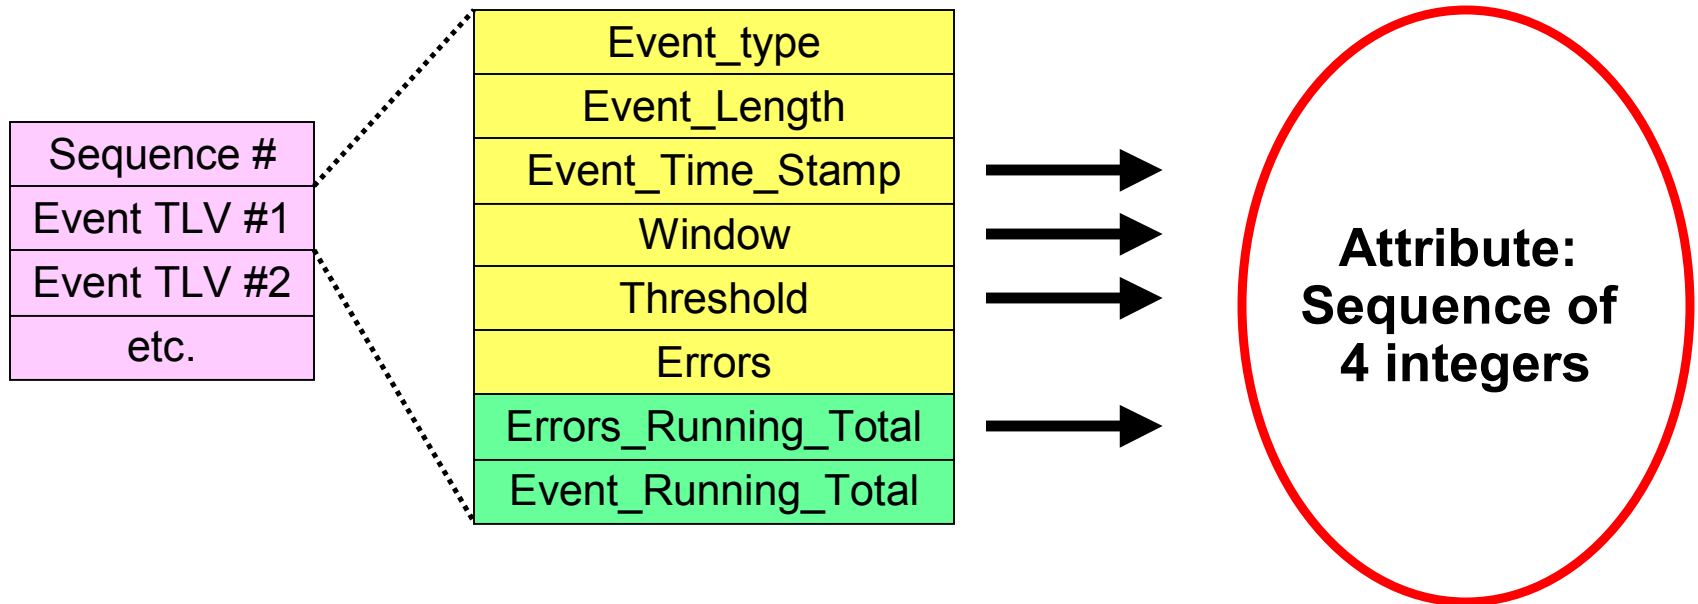 Sequence #
Event TLV #1
Event TLV #2
etc.
Event_type
Event_Length
Event_Time_Stamp
Window
Threshold
Errors
Errors_Running_Total
Event_Running_Total
Attribute:
Sequence of
4 integers